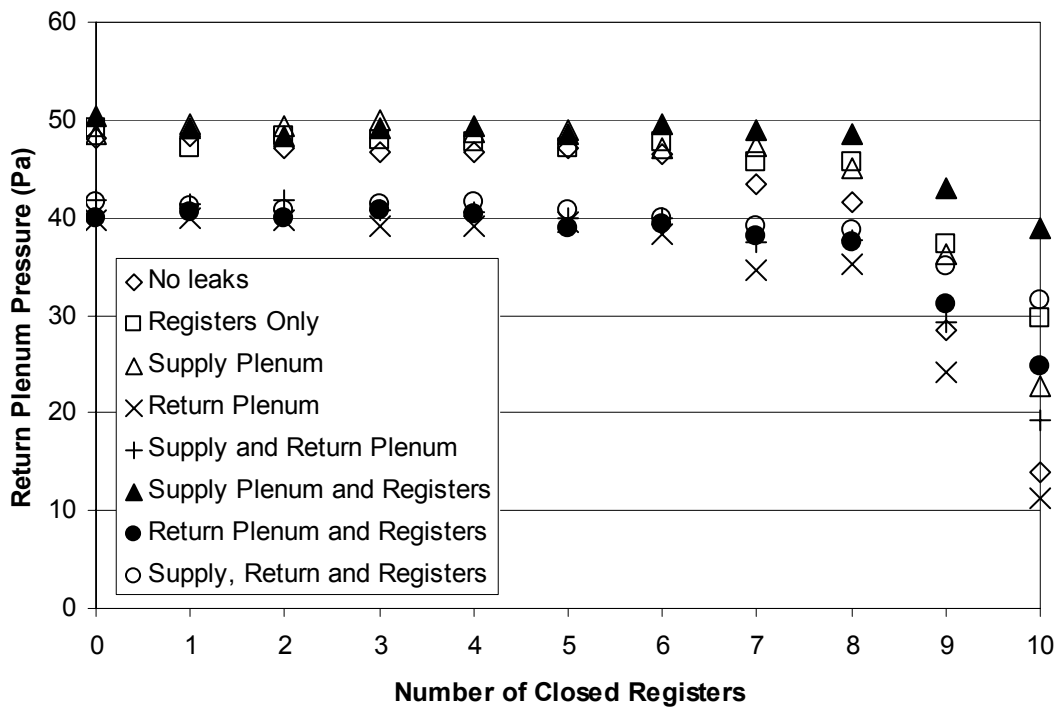 60
50
40
30
20
10
0
Return Plenum Pressure (Pa)
No leaks
Registers Only
Supply Plenum
Return Plenum
Supply and Return Plenum
Supply Plenum and Registers
Return Plenum and Registers
Supply, Return and Registers
0 1 2 3 4 5 6 7 8 9 10
Number of Closed Registers